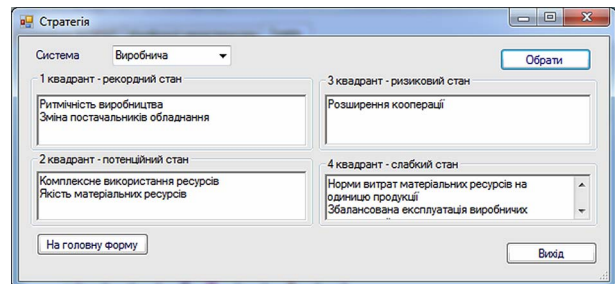 Стратегія
Система
Виробнича
Обрати
1 квадрант - рекордний стан
Ритмічність виробництва
Зміна постачальників обладнання
3 квадрант - ризиковий стан
Розширення кооперації
2 квадрант - потенційний стан
Комплексне використання ресурсів
Якість матеріальних ресурсів
4 квадрант - слабкий стан
Норми витрат матеріальних ресурсів на
одиницю продукції
Збалансована експлуатація виробничих
На головну форму
Вихід